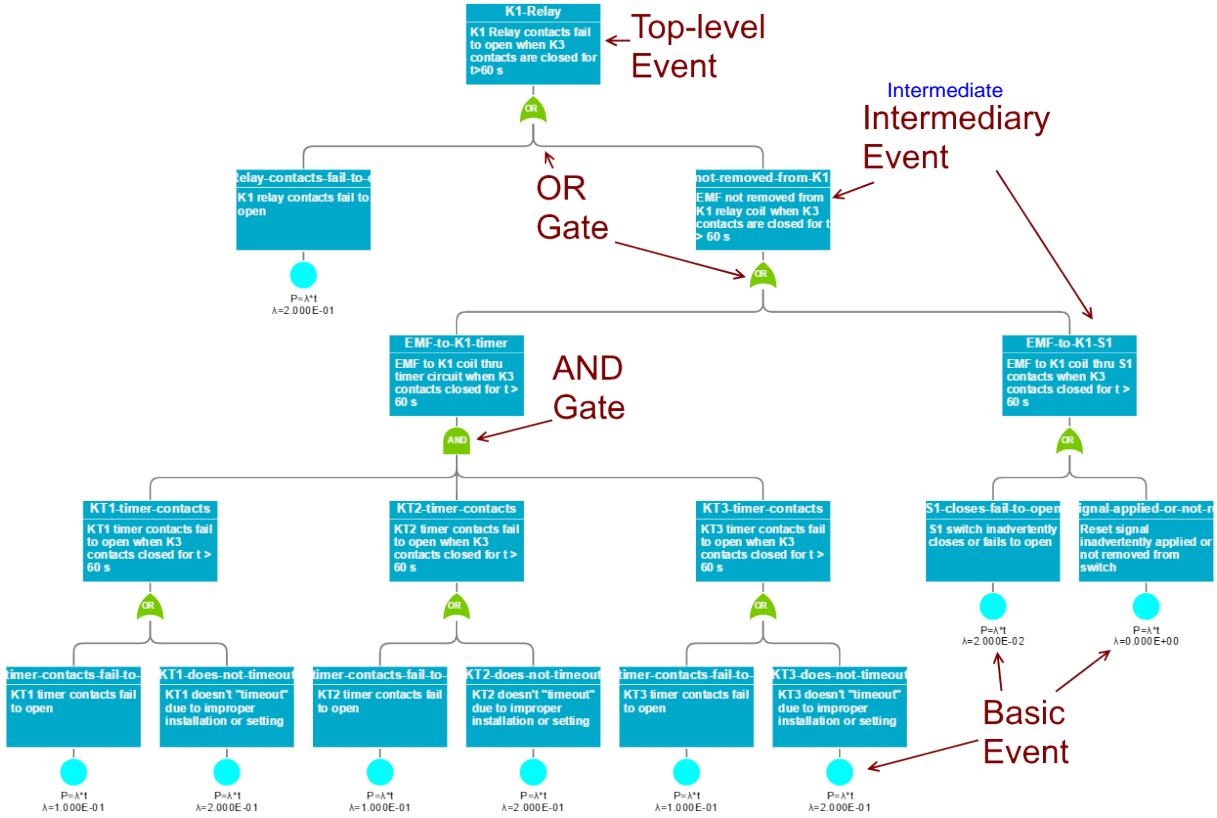 K1-Relay
K1 Relay contacts fail
to open when K3
contacts are closed for
t>60 s
Top-level
Event
OR
Intermediate
Intermediary
Event
Relay-contacts-fail-to-o
K1 relay contacts fail to
open
P=λ*t
λ=2.000E-01
OR
Gate
not-removed-from-K1
EMF not removed from
K1 relay coil when K3
contacts are closed for t
> 60 s
OR
EMF-to-K1-timer
EMF to K1 coil thru
timer circuit when K3
contacts closed for t >
60 s
AND
AND
Gate
EMF-to-K1-S1
EMF to K1 coil thru S1
contacts when K3
contacts closed for t >
60 s
OR
KT1-timer-contacts
KT1 timer contacts fail
to open when K3
contacts closed for t >
60 s
OR
KT2-timer-contacts
KT2 timer contacts fail
to open when K3
contacts closed for t >
60 s
OR
KT3-timer-contacts
KT3 timer contacts fail
to open when K3
contacts closed for t >
60 s
OR
S1-closes-fail-to-open
S1 switch inadvertently
closes or fails to open
P=λ*t
λ=2.000E-02
signal-applied-or-not-r
Reset signal
inadvertently applied or
not removed from
switch
P=λ*t
λ=0.000E+00
timer-contacts-fail-to-
KT1 timer contacts fail
to open
P=λ*t
λ=1.000E-01
KT1-does-not-timeout
KT1 doesn't "timeout"
due to improper
installation or setting
P=λ*t
λ=2.000E-01
timer-contacts-fail-to-
KT2 timer contacts fail
to open
P=λ*t
λ=1.000E-01
KT2-does-not-timeout
KT2 doesn't "timeout"
due to improper
installation or setting
P=λ*t
λ=2.000E-01
timer-contacts-fail-to-
KT3 timer contacts fail
to open
P=λ*t
λ=1.000E-01
KT3-does-not-timeout
KT3 doesn't "timeout"
due to improper
installation or setting
P=λ*t
λ=2.000E-01
Basic
Event